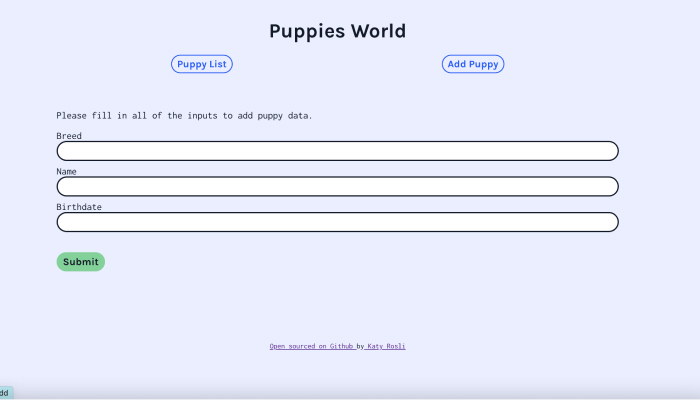 Puppies World
Puppy List Add Puppy
Please fill in all of the inputs to add puppy data.
Breed
Name
Birthdate
Submit
Open sourced on Github by Katy Rosli
dd